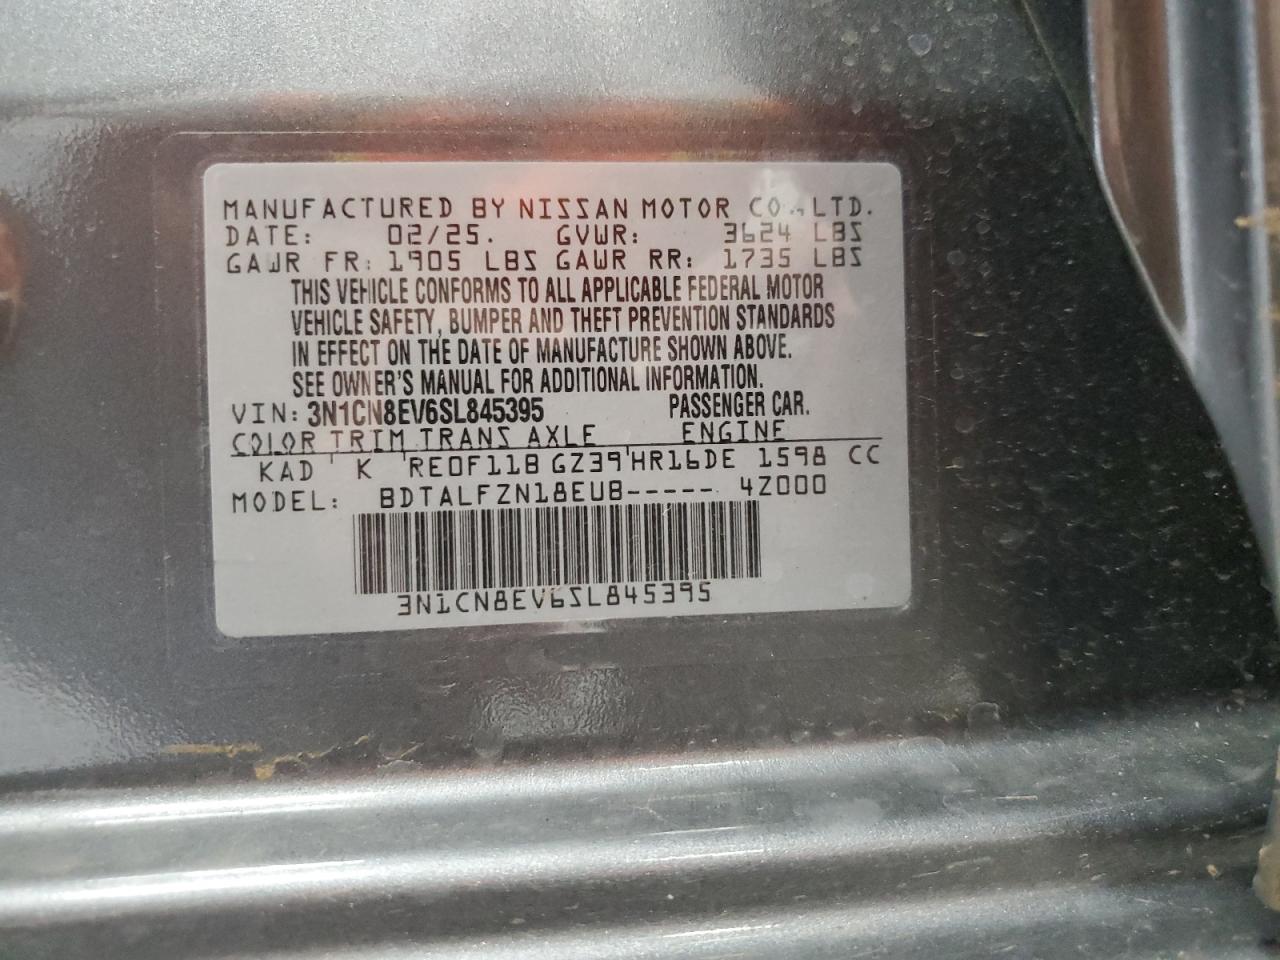 MANUFACTURED BY NISSAN MOTOR CO., LTD.
DATE: 02/25. GVWR: 3624 LBS
GAWR FR: 1905 LBS GAWR RR: 1735 LBS
THIS VEHICLE CONFORMS TO ALL APPLICABLE FEDERAL MOTOR
VEHICLE SAFETY, BUMPER AND THEFT PREVENTION STANDARDS
IN EFFECT ON THE DATE OF MANUFACTURE SHOWN ABOVE.
SEE OWNER'S MANUAL FOR ADDITIONAL INFORMATION.
VIN: 3N1CN8EV6SL845395 PASSENGER CAR.
COLOR TRIM TRANS AXLE ENGINE
KAD K RE0F11B GZ39 HR16DE 1598 CC
MODEL: BDTALFZN18EUB----- 4Z000
3N1CN8EV6SL845395